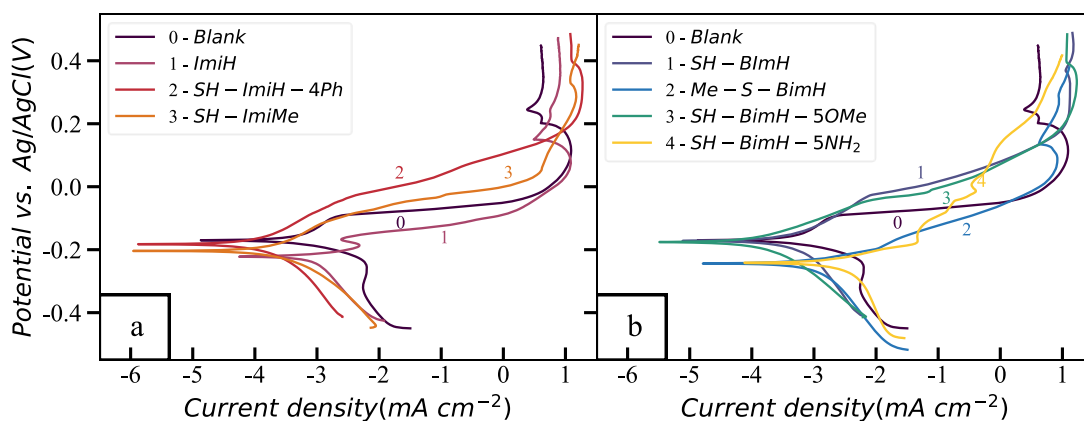 Potential vs. Ag/AgCl(V)
0.4
0.2
0.0
-0.2
-0.4
0 - Blank
1 - ImiH
2 - SH - ImiH - 4Ph
3 - SH - ImiMe
2
3
0
1
a
-6 -5 -4 -3 -2 -1 0 1
Current density(mA cm⁻²)
0 - Blank
1 - SH - BImH
2 - Me - S - BimH
3 - SH - BimH - 5OMe
4 - SH - BimH - 5NH₂
1
4
3
0
2
b
-6 -5 -4 -3 -2 -1 0 1
Current density(mA cm⁻²)